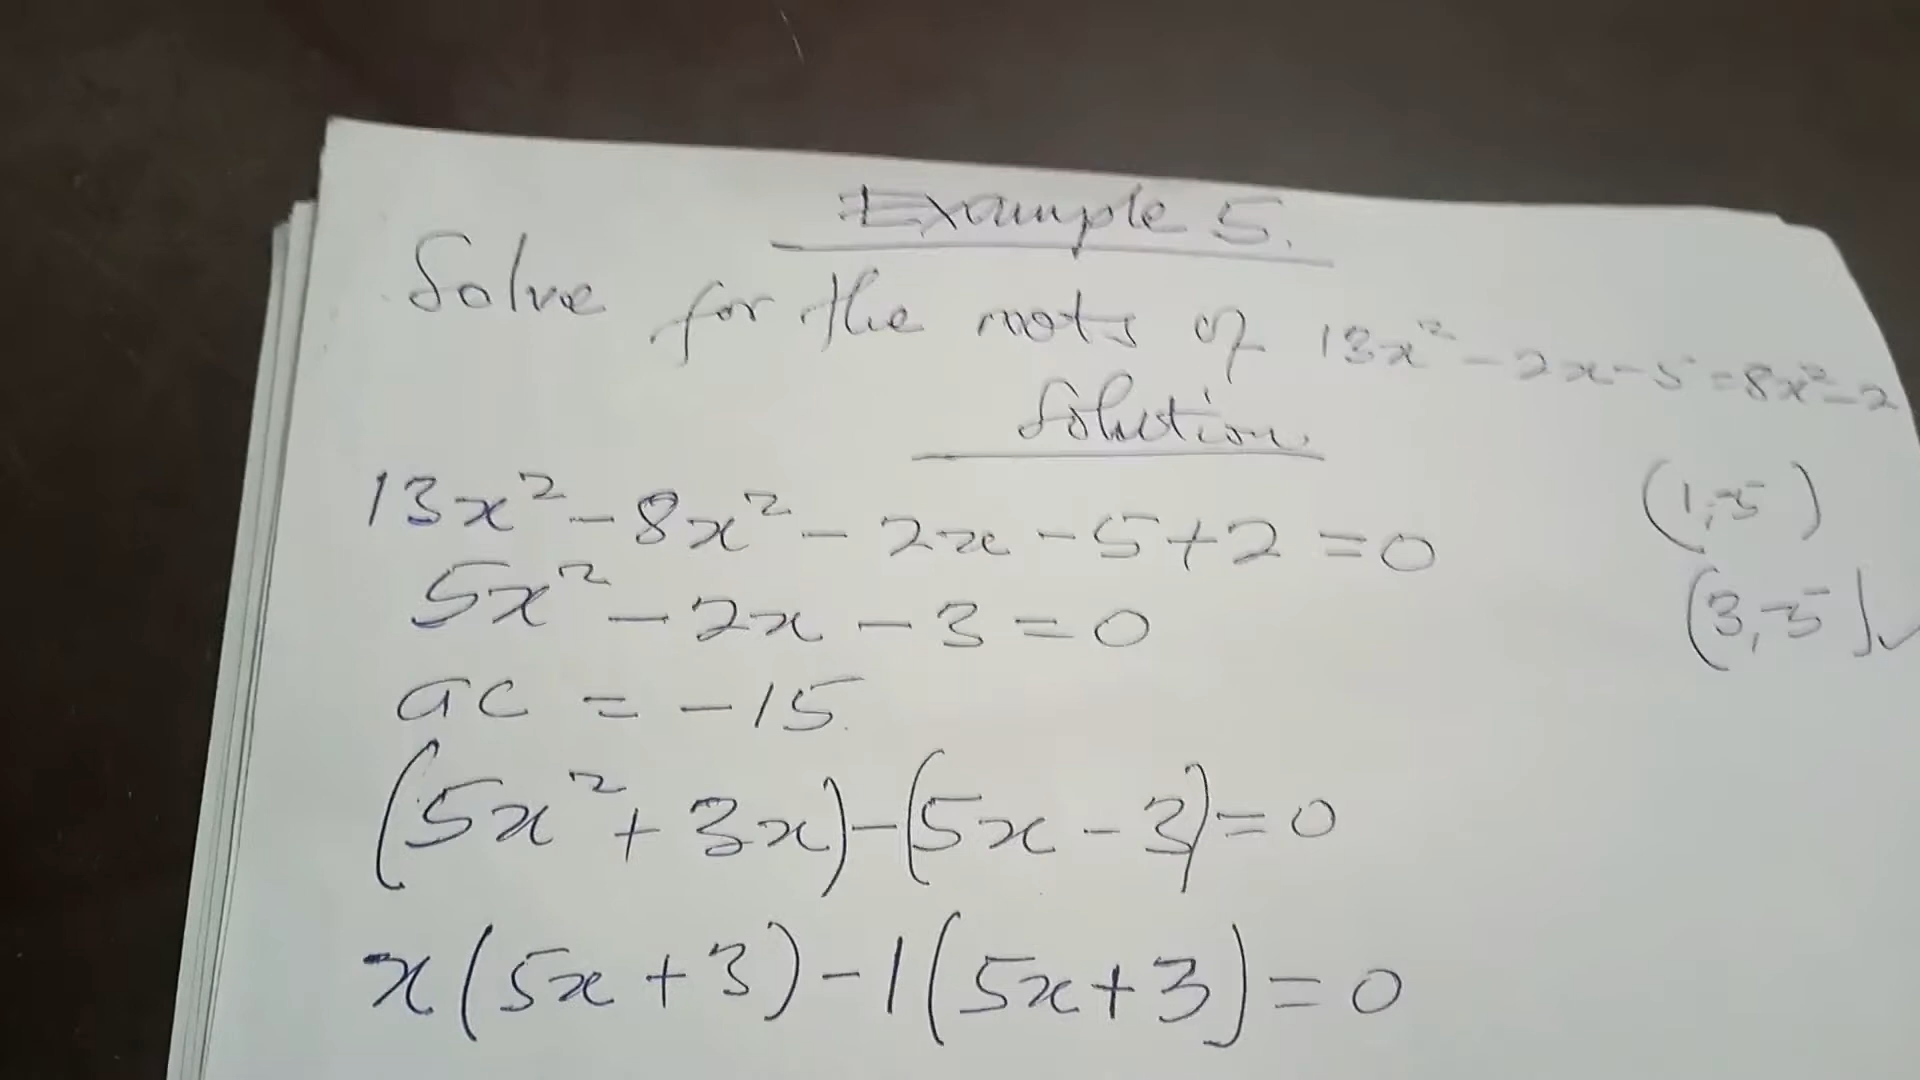 Example 5.
Solve for the roots of 13x² - 2x - 5 = 8x² - 2
Solution.
13x² - 8x² - 2x - 5 + 2 = 0
(1, 5)
5x² - 2x - 3 = 0
(3, 5) ✓
ac = -15.
(5x² + 3x) - (5x - 3) = 0
x(5x + 3) - 1(5x + 3) = 0